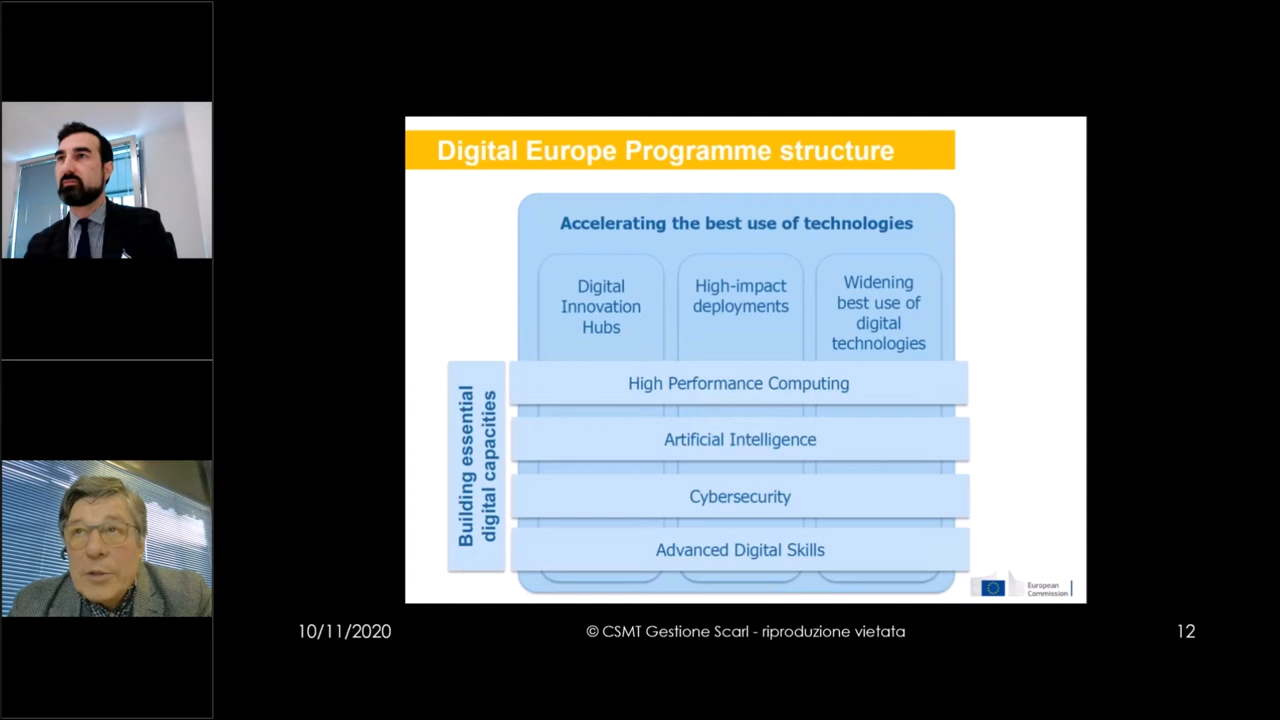 Digital Europe Programme structure
Accelerating the best use of technologies
Digital
Innovation
Hubs
High-impact
deployments
Widening
best use of
digital
technologies
Building essential
digital capacities
High Performance Computing
Artificial Intelligence
Cybersecurity
Advanced Digital Skills
European
Commission
10/11/2020
© CSMT Gestione Scarl - riproduzione vietata
12